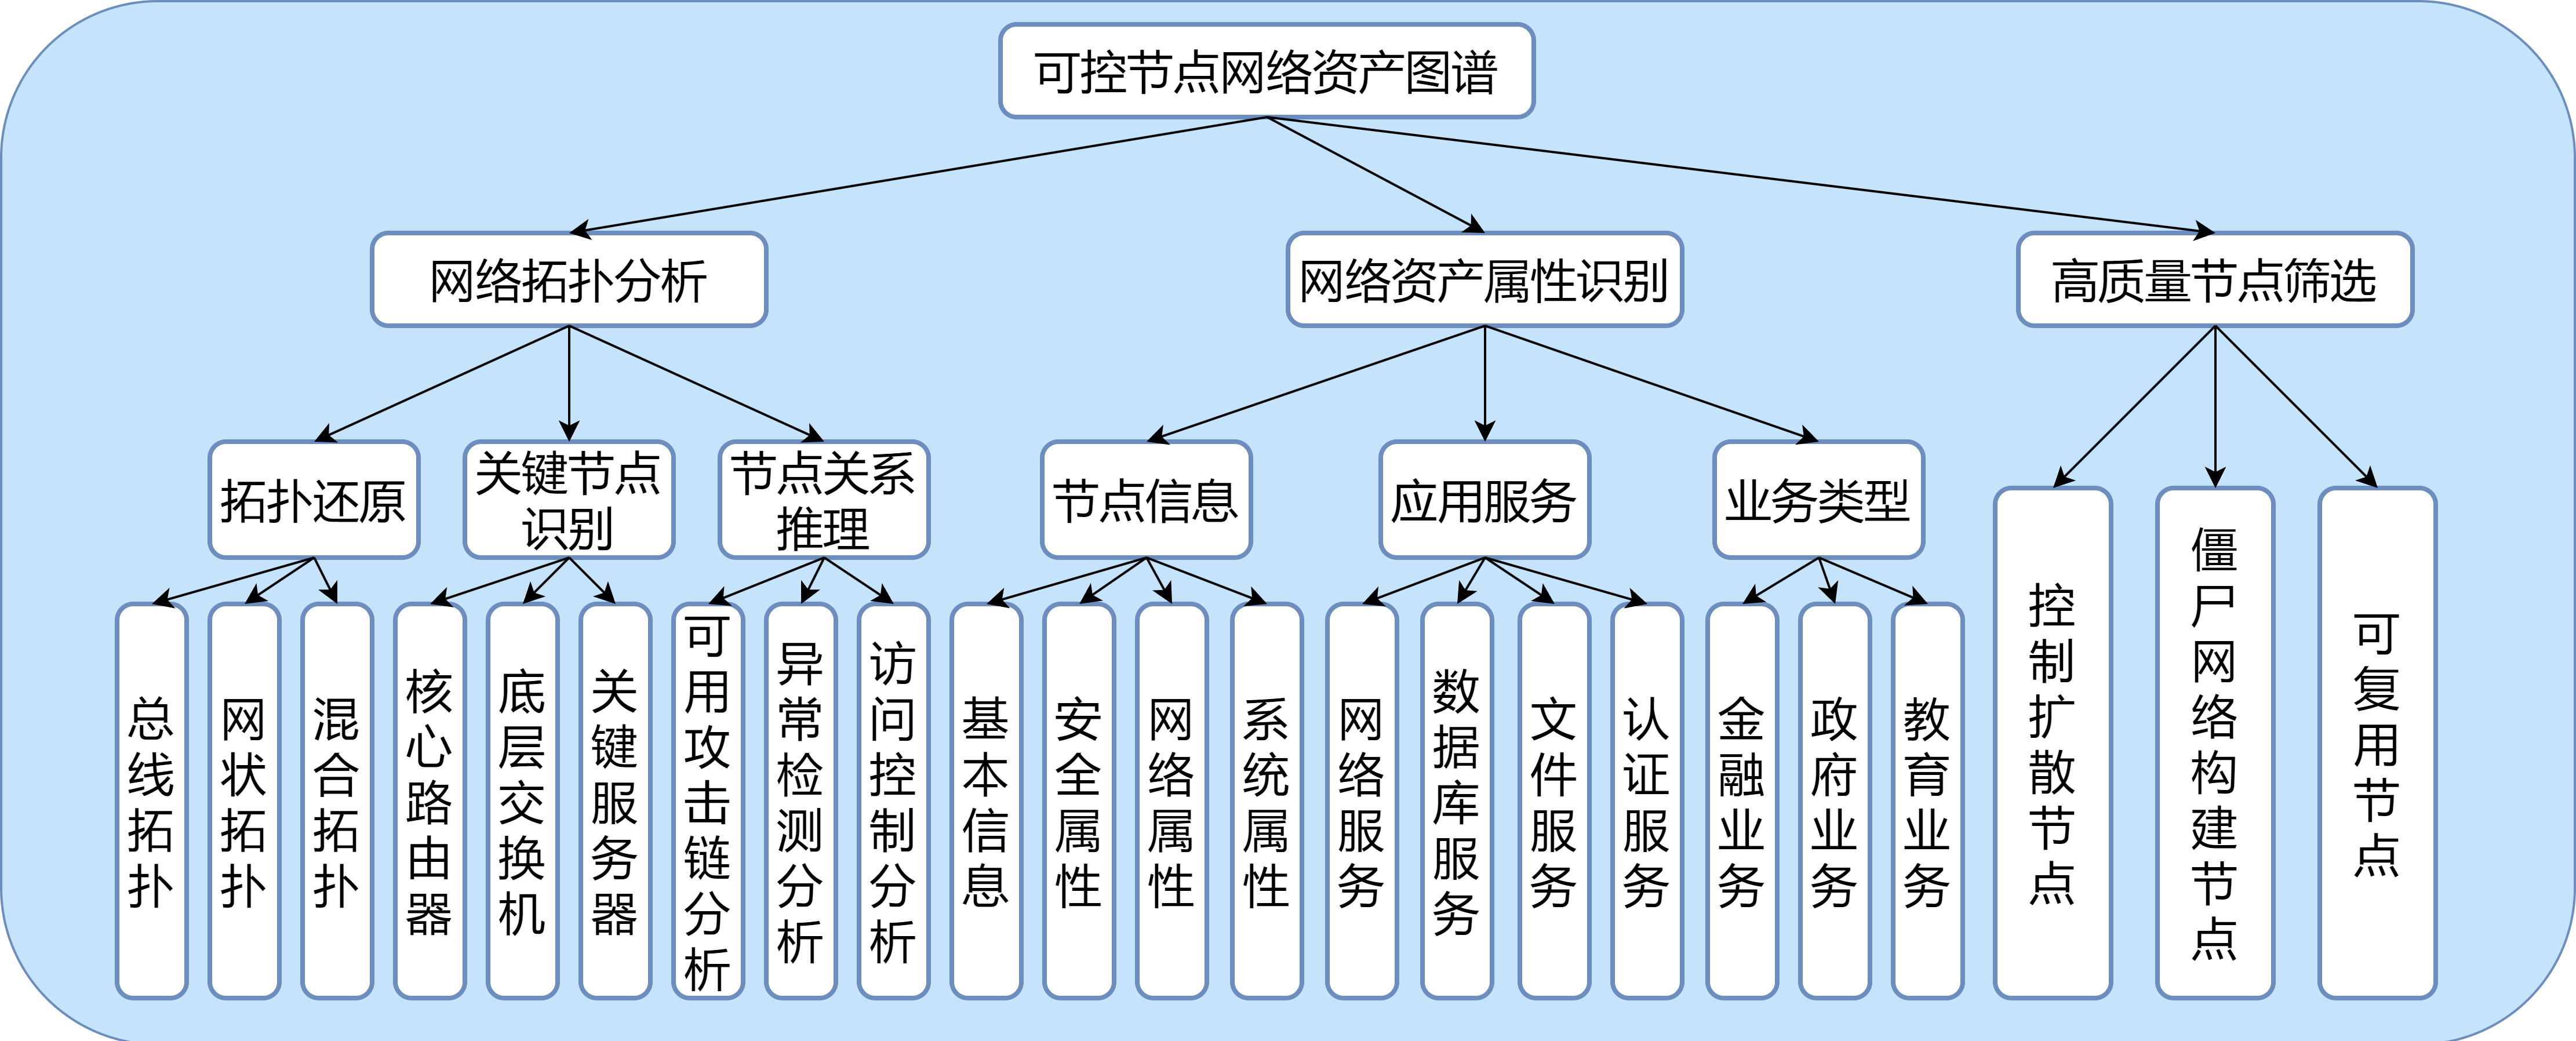 可控节点网络资产图谱
网络拓扑分析
网络资产属性识别
高质量节点筛选
拓扑还原
关键节点
识别
节点关系
推理
节点信息
应用服务
业务类型
总线拓扑
网状拓扑
混合拓扑
核心路由器
底层交换机
关键服务器
可用攻击链分析
异常检测分析
访问控制分析
基本信息
安全属性
网络属性
系统属性
网络服务
数据库服务
文件服务
认证服务
金融业务
政府业务
教育业务
控制扩散节点
僵尸网络构建节点
可复用节点